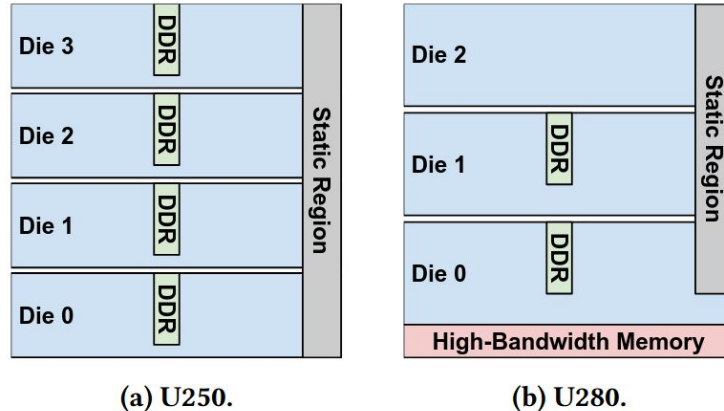 Die 3
DDR
Die 2
DDR
Die 1
DDR
Die 0
DDR
Static Region
(a) U250.
Die 2
Die 1
DDR
Die 0
DDR
Static Region
High-Bandwidth Memory
(b) U280.